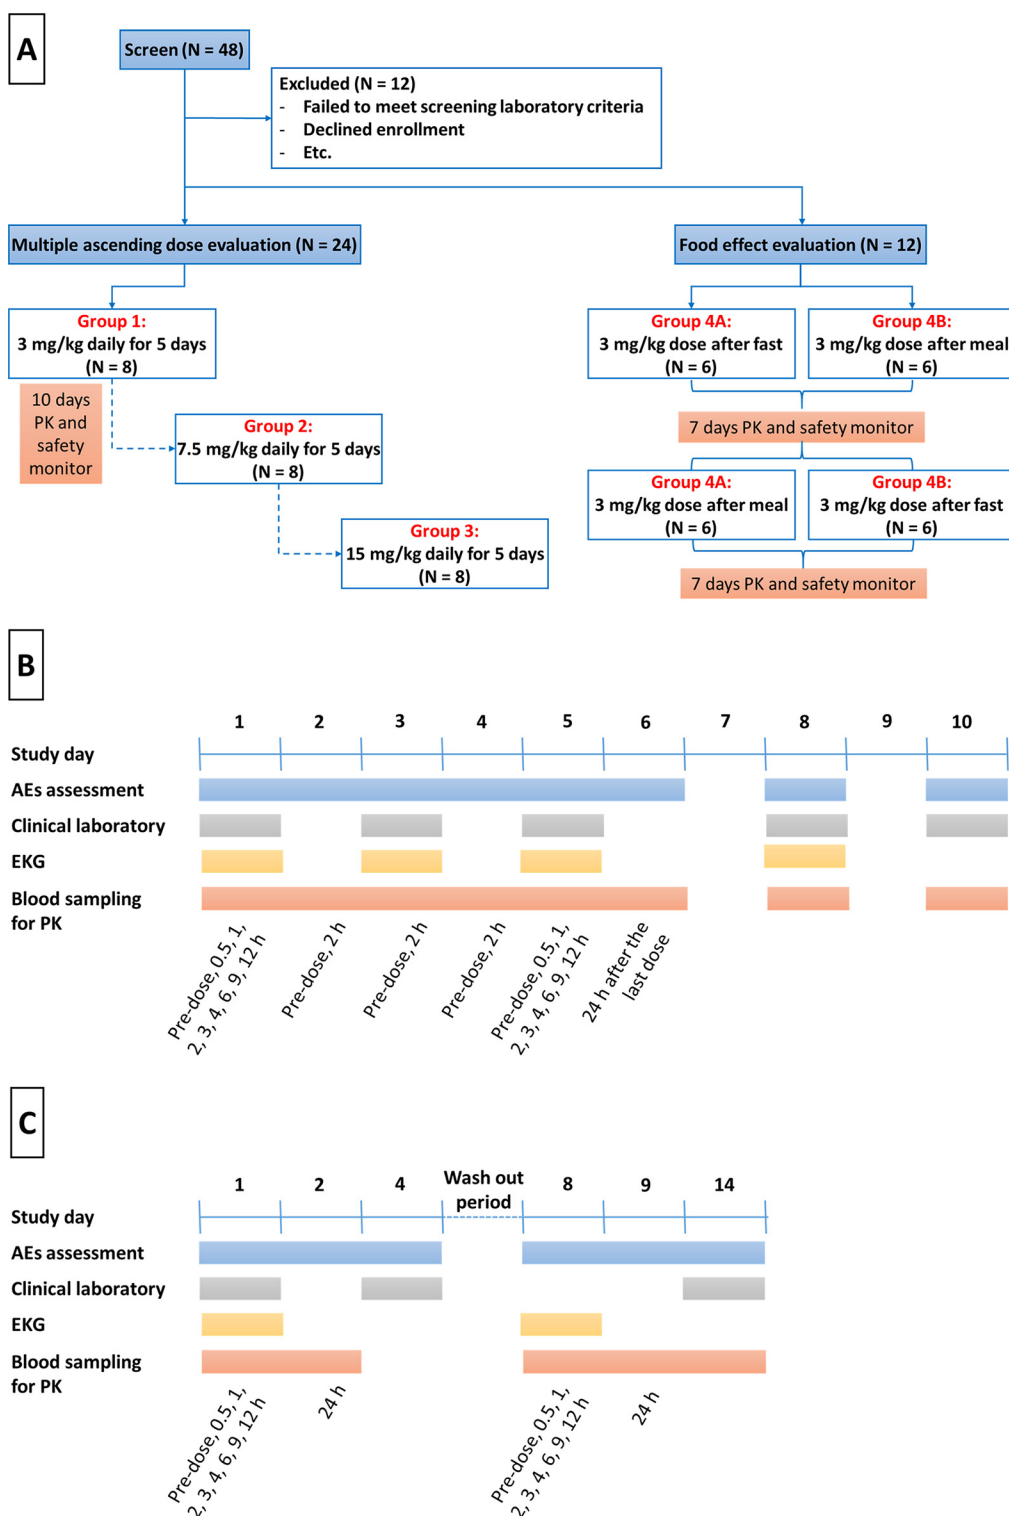 A
Screen (N = 48)
Excluded (N = 12)
- Failed to meet screening laboratory criteria
- Declined enrollment
- Etc.
Multiple ascending dose evaluation (N = 24)
Food effect evaluation (N = 12)
Group 1:
3 mg/kg daily for 5 days
(N = 8)
10 days
PK and
safety
monitor
Group 2:
7.5 mg/kg daily for 5 days
(N = 8)
Group 3:
15 mg/kg daily for 5 days
(N = 8)
Group 4A:
3 mg/kg dose after fast
(N = 6)
Group 4B:
3 mg/kg dose after meal
(N = 6)
7 days PK and safety monitor
Group 4A:
3 mg/kg dose after meal
(N = 6)
Group 4B:
3 mg/kg dose after fast
(N = 6)
7 days PK and safety monitor
B
1 2 3 4 5 6 7 8 9 10
Study day
AEs assessment
Clinical laboratory
EKG
Blood sampling
for PK
Pre-dose, 0.5, 1,
2, 3, 4, 6, 9, 12 h
Pre-dose, 2 h
Pre-dose, 2 h
Pre-dose, 2 h
Pre-dose, 0.5, 1,
2, 3, 4, 6, 9, 12 h
24 h after the
last dose
C
1 2 4 Wash out
period 8 9 14
Study day
AEs assessment
Clinical laboratory
EKG
Blood sampling
for PK
Pre-dose, 0.5, 1,
2, 3, 4, 6, 9, 12 h
24 h
Pre-dose, 0.5, 1,
2, 3, 4, 6, 9, 12 h
24 h